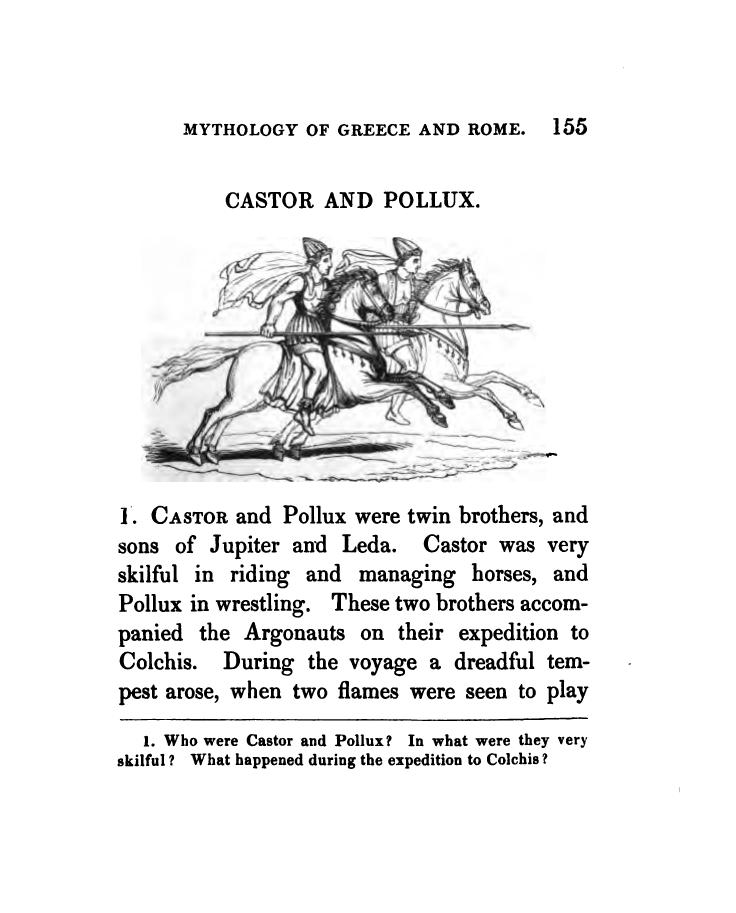 MYTHOLOGY OF GREECE AND ROME. 155
CASTOR AND POLLUX.
1. CASTOR and Pollux were twin brothers, and
sons of Jupiter and Leda. Castor was very
skilful in riding and managing horses, and
Pollux in wrestling. These two brothers accom-
panied the Argonauts on their expedition to
Colchis. During the voyage a dreadful tem-
pest arose, when two flames were seen to play
1. Who were Castor and Pollux? In what were they very
skilful? What happened during the expedition to Colchis?